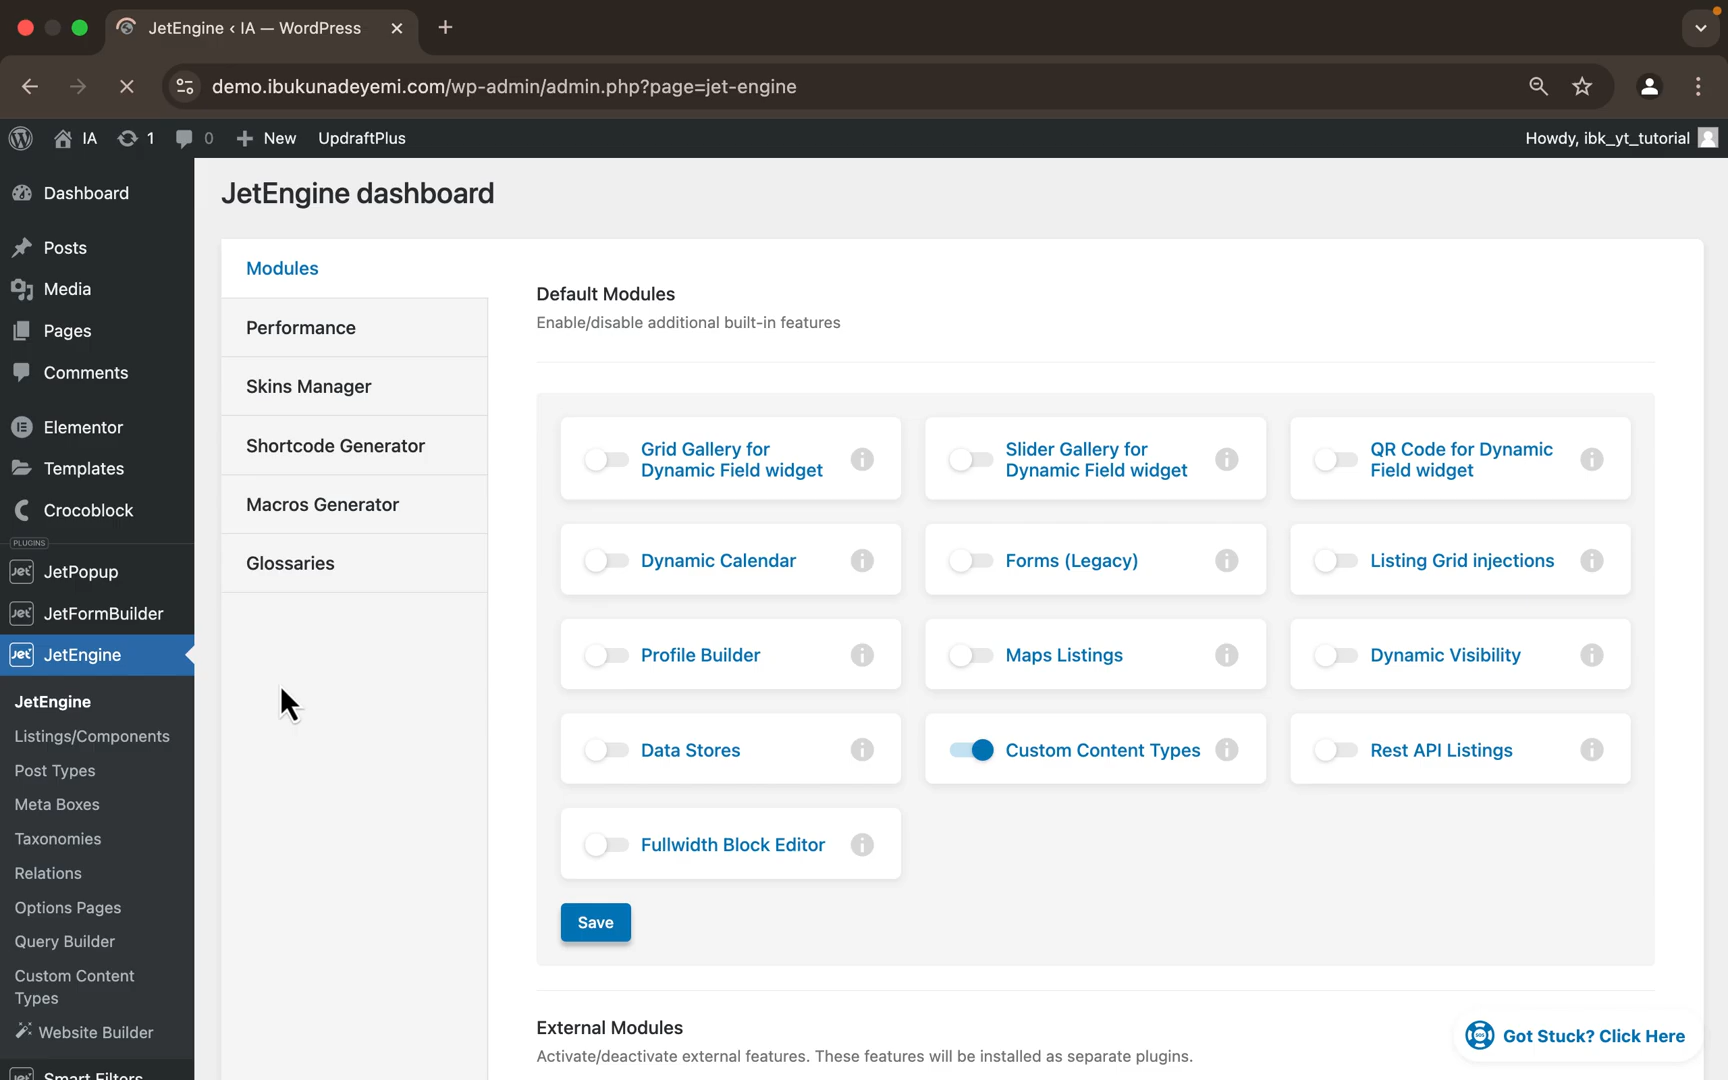 JetEngine ‹ IA — WordPress
demo.ibukunadeyemi.com/wp-admin/admin.php?page=jet-engine
IA
1
0
New
UpdraftPlus
Howdy, ibk_yt_tutorial
Dashboard
Posts
Media
Pages
Comments
Elementor
Templates
Crocoblock
PLUGINS
Jet JetPopup
Jet JetFormBuilder
Jet JetEngine
JetEngine
Listings/Components
Post Types
Meta Boxes
Taxonomies
Relations
Options Pages
Query Builder
Custom Content
Types
Website Builder
Jet Smart Filters
JetEngine dashboard
Modules
Performance
Skins Manager
Shortcode Generator
Macros Generator
Glossaries
Default Modules
Enable/disable additional built-in features
Grid Gallery for
Dynamic Field widget
Slider Gallery for
Dynamic Field widget
QR Code for Dynamic
Field widget
Dynamic Calendar
Forms (Legacy)
Listing Grid injections
Profile Builder
Maps Listings
Dynamic Visibility
Data Stores
Custom Content Types
Rest API Listings
Fullwidth Block Editor
Save
External Modules
Activate/deactivate external features. These features will be installed as separate plugins.
SOS
Got Stuck? Click Here